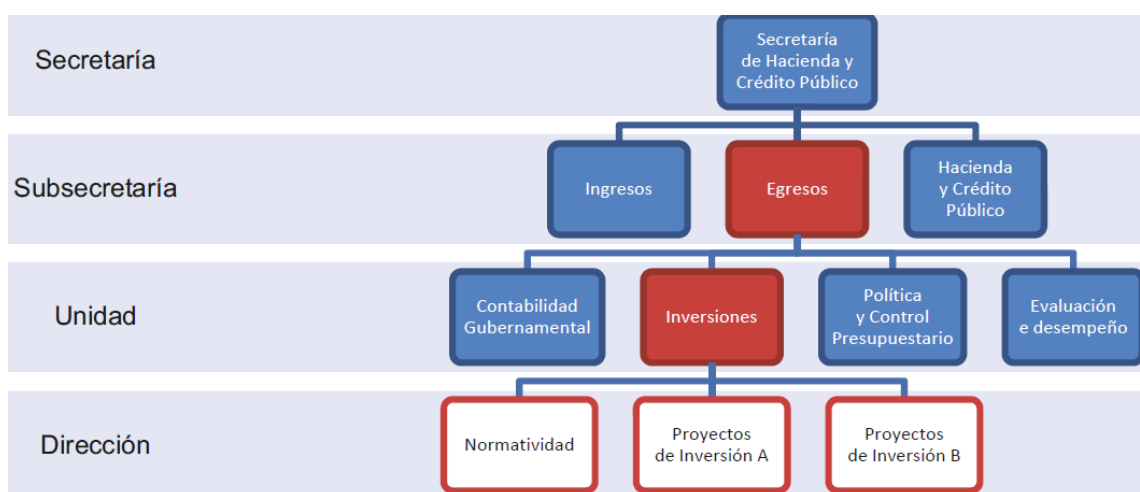 Secretaría
Secretaría
de Hacienda y
Crédito Público
Subsecretaría
Ingresos
Egresos
Hacienda
y Crédito
Público
Unidad
Contabilidad
Gubernamental
Inversiones
Política
y Control
Presupuestario
Evaluación
e desempeño
Dirección
Normatividad
Proyectos
de Inversión A
Proyectos
de Inversión B